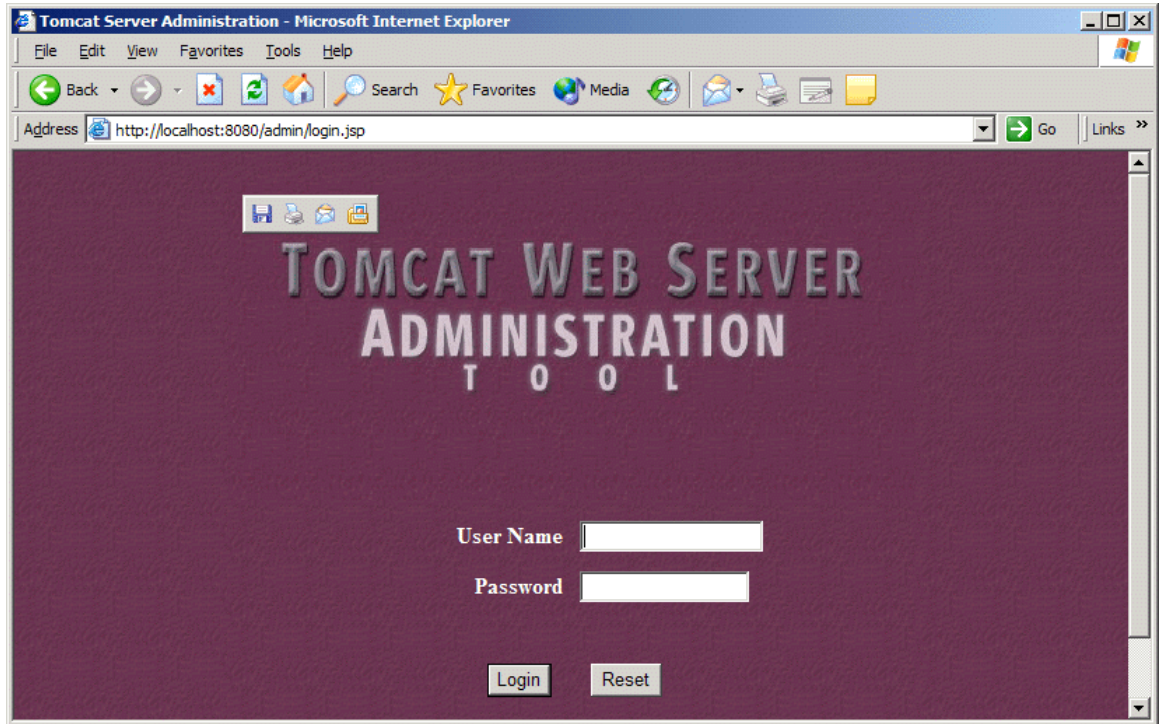 Tomcat Server Administration - Microsoft Internet Explorer
File Edit View Favorites Tools Help
Back Search Favorites Media
Address http://localhost:8080/admin/login.jsp Go Links »
TOMCAT WEB SERVER
ADMINISTRATION
TOOL
User Name
Password
Login Reset